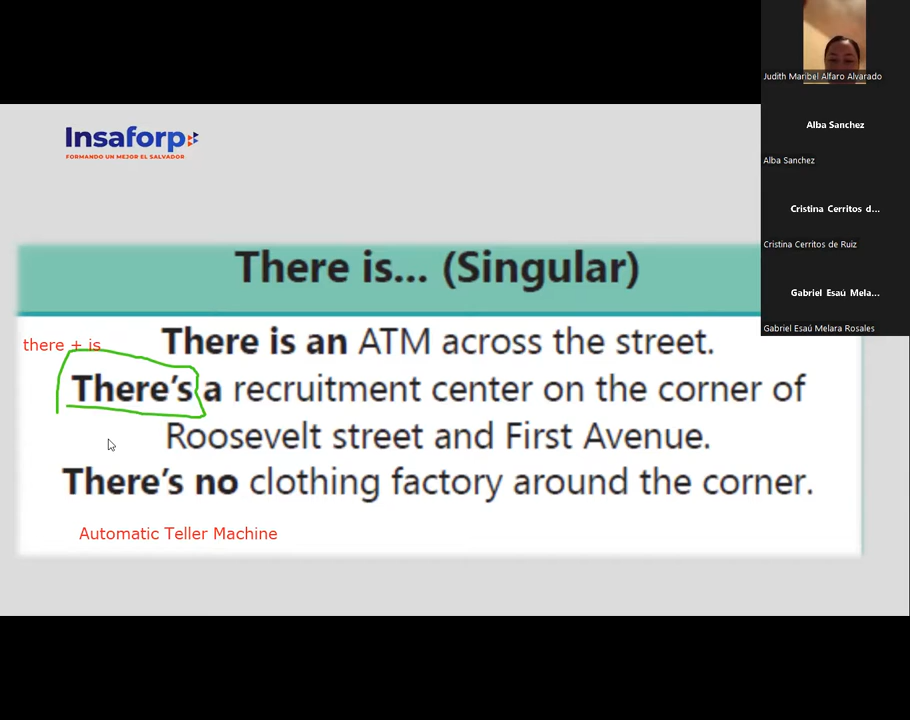 Judith Maribel Alfaro Alvarado
Alba Sanchez
Alba Sanchez
Cristina Cerritos d...
Cristina Cerritos de Ruiz
Gabriel Esaú Mela...
Gabriel Esaú Melara Rosales
Insaforp
FORMANDO UN MEJOR EL SALVADOR
There is... (Singular)
there + is
There is an ATM across the street.
There's a recruitment center on the corner of
Roosevelt street and First Avenue.
There's no clothing factory around the corner.
Automatic Teller Machine